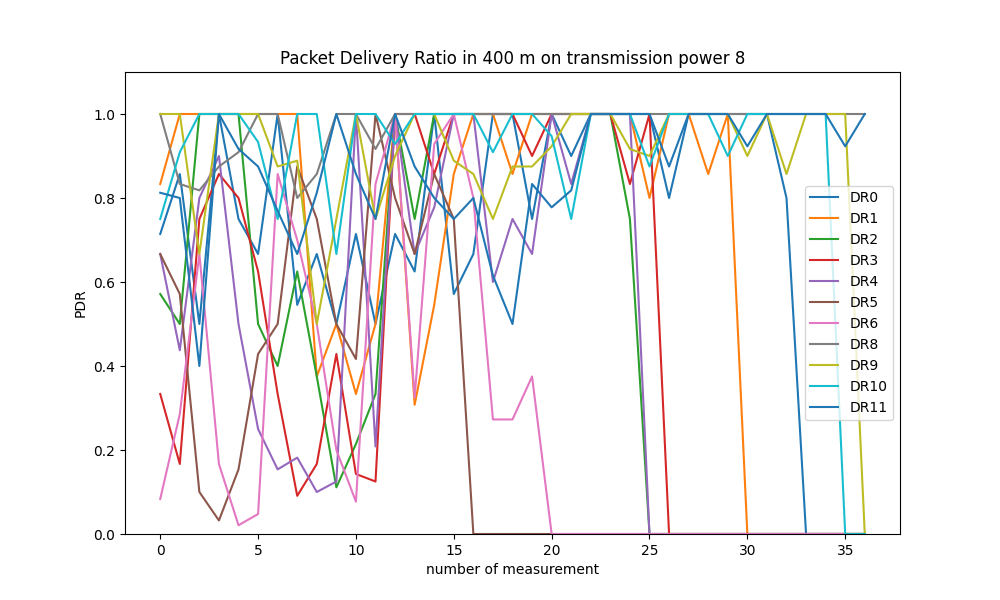 Packet Delivery Ratio in 400 m on transmission power 8
PDR
1.0
0.8
0.6
0.4
0.2
0.0
0 5 10 15 20 25 30 35
number of measurement
DR0
DR1
DR2
DR3
DR4
DR5
DR6
DR8
DR9
DR10
DR11